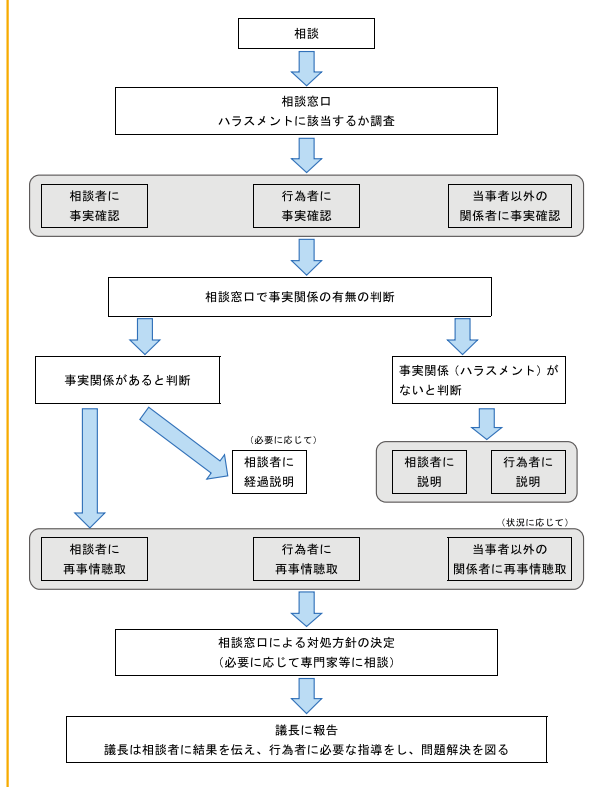 相談
相談窓口
ハラスメントに該当するか調査
相談者に
事実確認
行為者に
事実確認
当事者以外の
関係者に事実確認
相談窓口で事実関係の有無の判断
事実関係があると判断
事実関係（ハラスメント）が
ないと判断
（必要に応じて）
相談者に
経過説明
相談者に
説明
行為者に
説明
（状況に応じて）
相談者に
再事情聴取
行為者に
再事情聴取
当事者以外の
関係者に再事情聴取
相談窓口による対処方針の決定
（必要に応じて専門家等に相談）
議長に報告
議長は相談者に結果を伝え、行為者に必要な指導をし、問題解決を図る